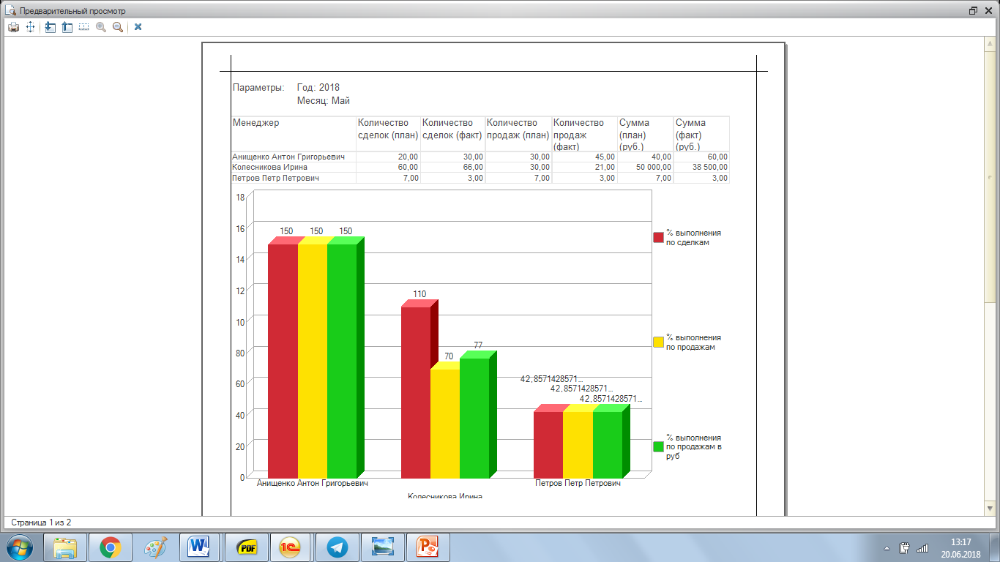 Предварительный просмотр
Параметры: Год: 2018
Месяц: Май
Менеджер Количество сделок (план) Количество сделок (факт) Количество продаж (план) Количество продаж (факт) Сумма (план) (руб.) Сумма (факт) (руб.)
Анищенко Антон Григорьевич 20,00 30,00 30,00 45,00 40,00 60,00
Колесникова Ирина 60,00 66,00 30,00 21,00 50 000,00 38 500,00
Петров Петр Петрович 7,00 3,00 7,00 3,00 7,00 3,00
18
16
14
12
10
80
60
40
20
0
150 150 150
110
70
77
42,8571428571...
42,8571428571...
42,8571428571...
Анищенко Антон Григорьевич
Колесникова Ирина
Петров Петр Петрович
% выполнения
по сделкам
% выполнения
по продажам
% выполнения
по продажам в
руб
Страница 1 из 2
W
PDF
1С
P
13:17
20.06.2018